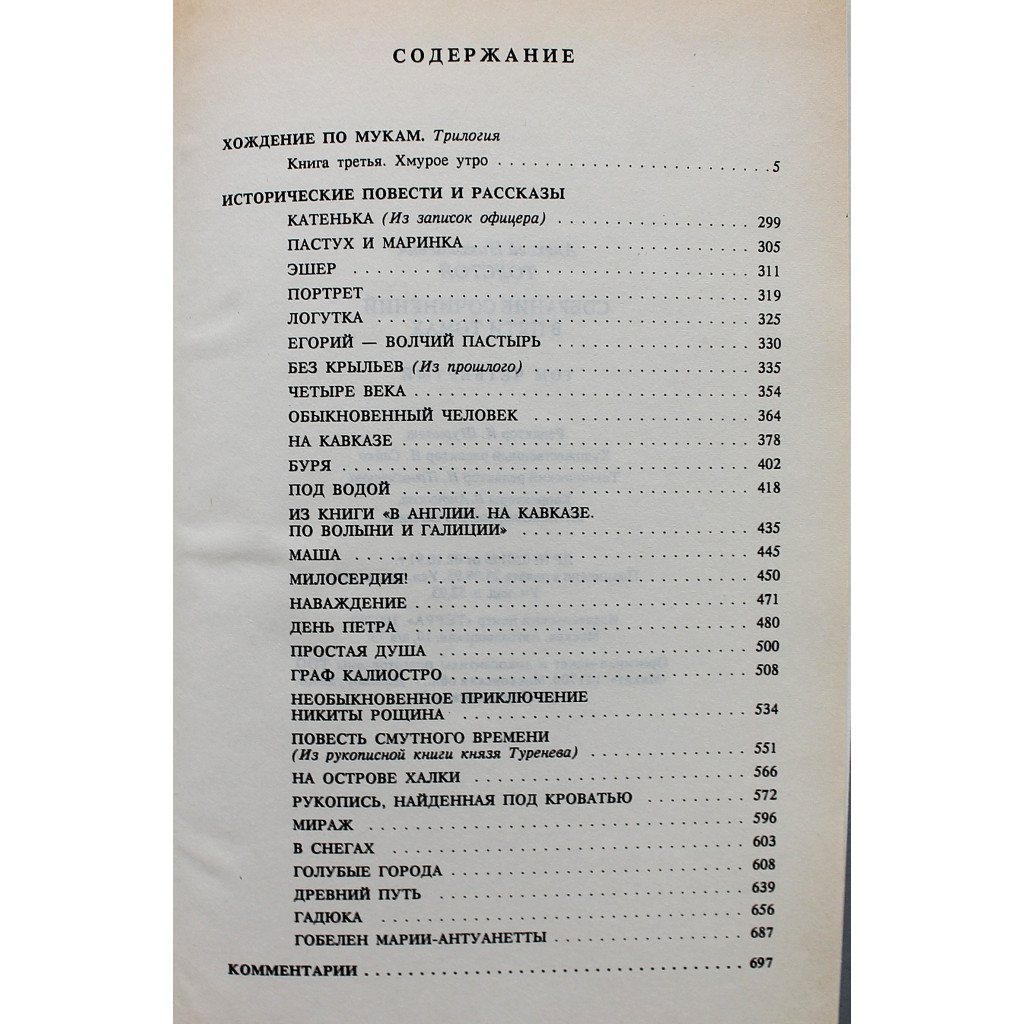 СОДЕРЖАНИЕ
ХОЖДЕНИЕ ПО МУКАМ. Трилогия
Книга третья. Хмурое утро . . . . . . . . . . . . . . . . . . . . . . . . . 5
ИСТОРИЧЕСКИЕ ПОВЕСТИ И РАССКАЗЫ
КАТЕНЬКА (Из записок офицера) . . . . . . . . . . . . . . . . . . 299
ПАСТУХ И МАРИНКА . . . . . . . . . . . . . . . . . . . . . . . . . 305
ЭШЕР . . . . . . . . . . . . . . . . . . . . . . . . . 311
ПОРТРЕТ . . . . . . . . . . . . . . . . . . . . . . . . . 319
ЛОГУТКА . . . . . . . . . . . . . . . . . . . . . . . . . 325
ЕГОРИЙ — ВОЛЧИЙ ПАСТЫРЬ . . . . . . . . . . . . . . . . . . 330
БЕЗ КРЫЛЬЕВ (Из прошлого) . . . . . . . . . . . . . . . . . . 335
ЧЕТЫРЕ ВЕКА . . . . . . . . . . . . . . . . . . . . . . . . . 354
ОБЫКНОВЕННЫЙ ЧЕЛОВЕК . . . . . . . . . . . . . . . . . . 364
НА КАВКАЗЕ . . . . . . . . . . . . . . . . . . . . . . . . . 378
БУРЯ . . . . . . . . . . . . . . . . . . . . . . . . . 402
ПОД ВОДОЙ . . . . . . . . . . . . . . . . . . . . . . . . . 418
ИЗ КНИГИ «В АНГЛИИ. НА КАВКАЗЕ.
ПО ВОЛЫНИ И ГАЛИЦИИ» . . . . . . . . . . . . . . . . . . 435
МАША . . . . . . . . . . . . . . . . . . . . . . . . . 445
МИЛОСЕРДИЯ! . . . . . . . . . . . . . . . . . . . . . . . . . 450
НАВАЖДЕНИЕ . . . . . . . . . . . . . . . . . . . . . . . . . 471
ДЕНЬ ПЕТРА . . . . . . . . . . . . . . . . . . . . . . . . . 480
ПРОСТАЯ ДУША . . . . . . . . . . . . . . . . . . . . . . . . . 500
ГРАФ КАЛИОСТРО . . . . . . . . . . . . . . . . . . . . . . . . . 508
НЕОБЫКНОВЕННОЕ ПРИКЛЮЧЕНИЕ
НИКИТЫ РОЩИНА . . . . . . . . . . . . . . . . . . . . . . . . . 534
ПОВЕСТЬ СМУТНОГО ВРЕМЕНИ
(Из рукописной книги князя Туренева) . . . . . . . . . . . . . . . 551
НА ОСТРОВЕ ХАЛКИ . . . . . . . . . . . . . . . . . . . . . . . 566
РУКОПИСЬ, НАЙДЕННАЯ ПОД КРОВАТЬЮ . . . . . . . . . . 572
МИРАЖ . . . . . . . . . . . . . . . . . . . . . . . . . 596
В СНЕГАХ . . . . . . . . . . . . . . . . . . . . . . . . . 603
ГОЛУБЫЕ ГОРОДА . . . . . . . . . . . . . . . . . . . . . . . . . 608
ДРЕВНИЙ ПУТЬ . . . . . . . . . . . . . . . . . . . . . . . . . 639
ГАДЮКА . . . . . . . . . . . . . . . . . . . . . . . . . 656
ГОБЕЛЕН МАРИИ-АНТУАНЕТТЫ . . . . . . . . . . . . . . . . . . 687
КОММЕНТАРИИ . . . . . . . . . . . . . . . . . . . . . . . . . 697